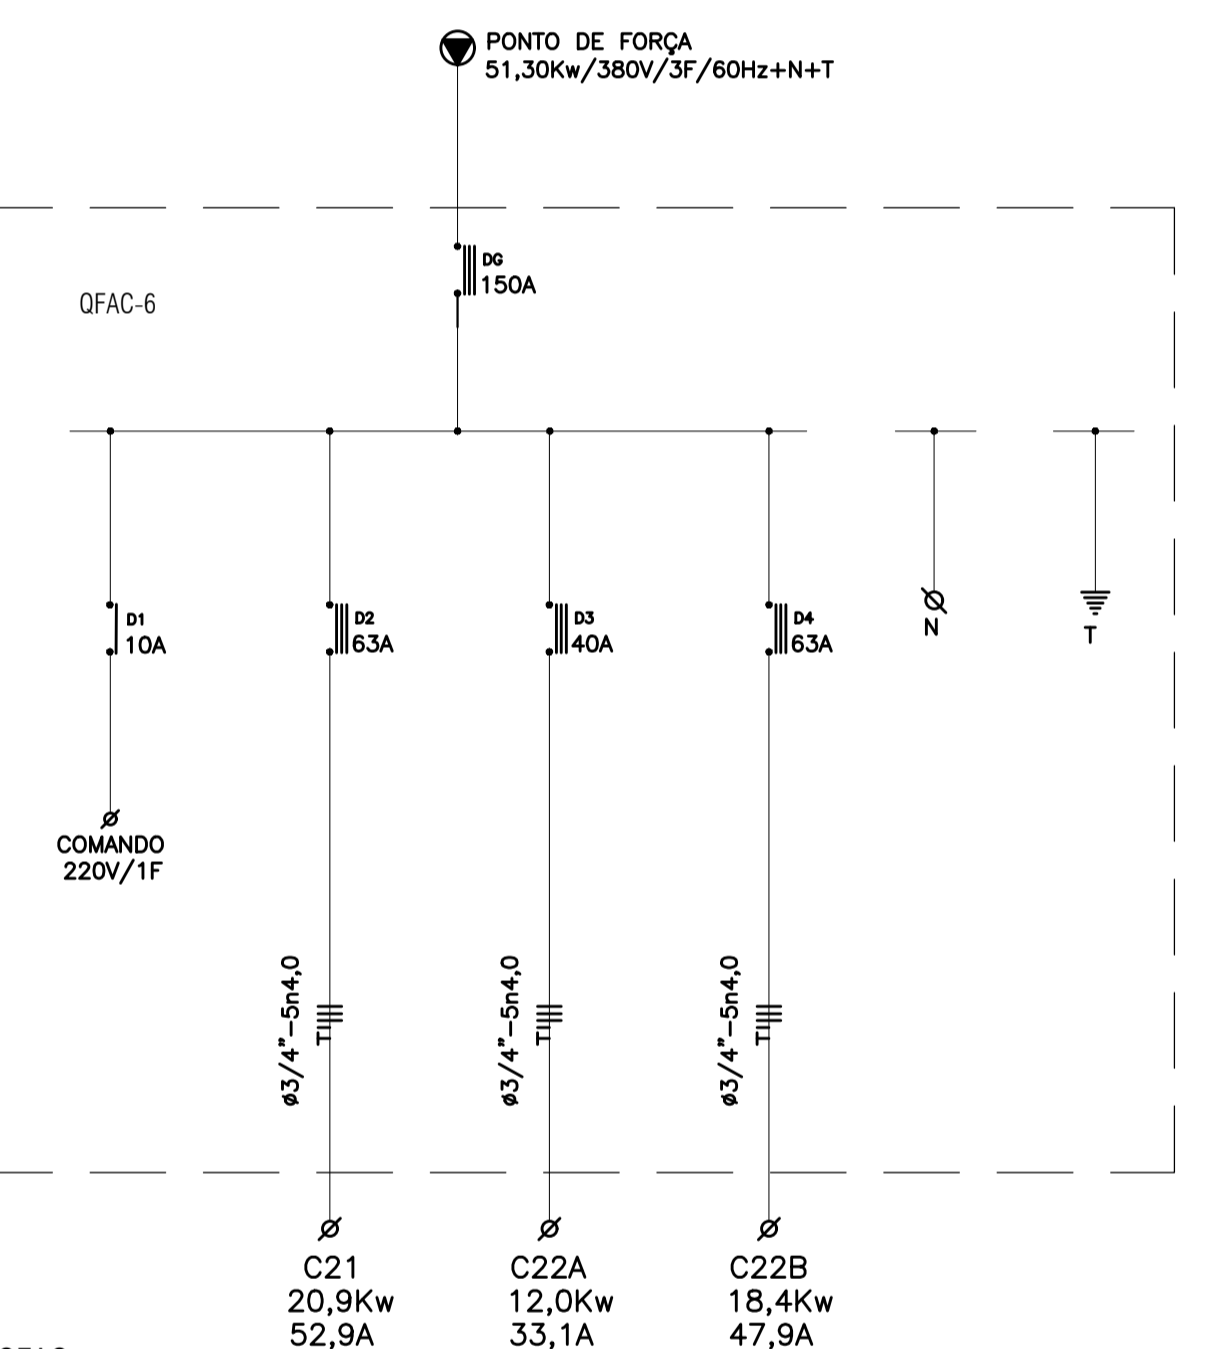 PONTO DE FORÇA
51,30Kw/380V/3F/60Hz+N+T
DG
150A
QFAC-6
D1
10A
D2
63A
D3
40A
D4
63A
N
T
COMANDO
220V/1F
ø3/4"-5n4,0
T
ø3/4"-5n4,0
T
ø3/4"-5n4,0
T
C21
20,9Kw
52,9A
C22A
12,0Kw
33,1A
C22B
18,4Kw
47,9A